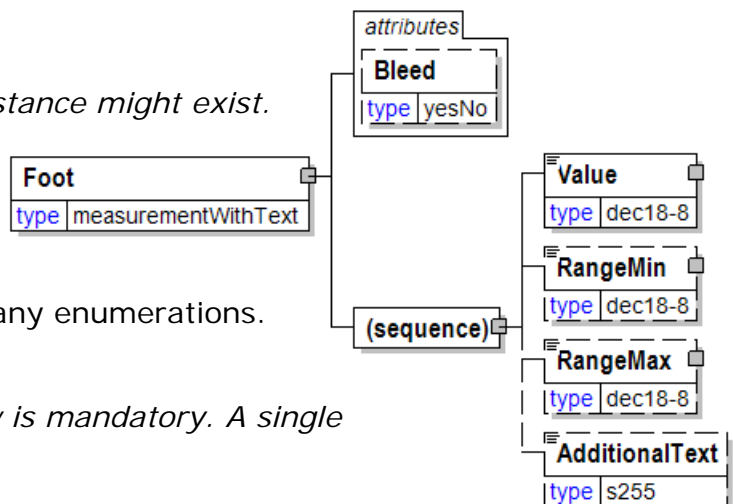 attributes
Bleed
type yesNo
stance might exist.
Foot
type measurementWithText
Value
type dec18-8
RangeMin
type dec18-8
any enumerations.
(sequence)
RangeMax
type dec18-8
is mandatory. A single
AdditionalText
type s255